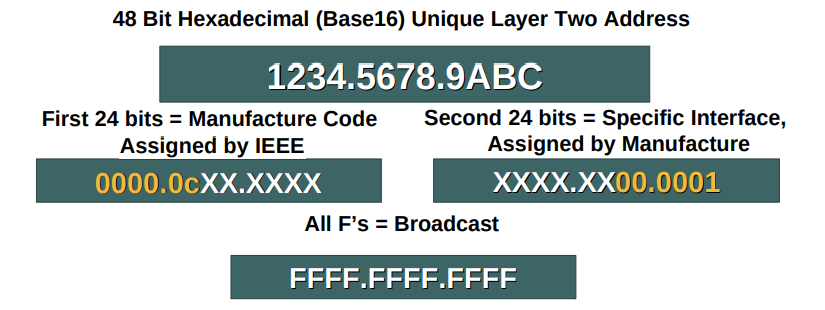 48 Bit Hexadecimal (Base16) Unique Layer Two Address
1234.5678.9ABC
First 24 bits = Manufacture Code
Assigned by IEEE
0000.0cXX.XXXX
Second 24 bits = Specific Interface,
Assigned by Manufacture
XXXX.XX00.0001
All F’s = Broadcast
FFFF.FFFF.FFFF